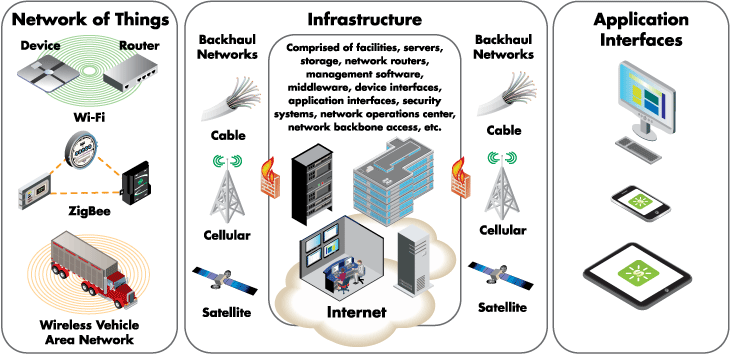 Network of Things
Device
Router
Wi-Fi
ZigBee
Wireless Vehicle
Area Network
Infrastructure
Backhaul
Networks
Cable
Cellular
Satellite
Comprised of facilities, servers,
storage, network routers,
management software,
middleware, device interfaces,
application interfaces, security
systems, network operations center,
network backbone access, etc.
Internet
Backhaul
Networks
Cable
Cellular
Satellite
Application
Interfaces